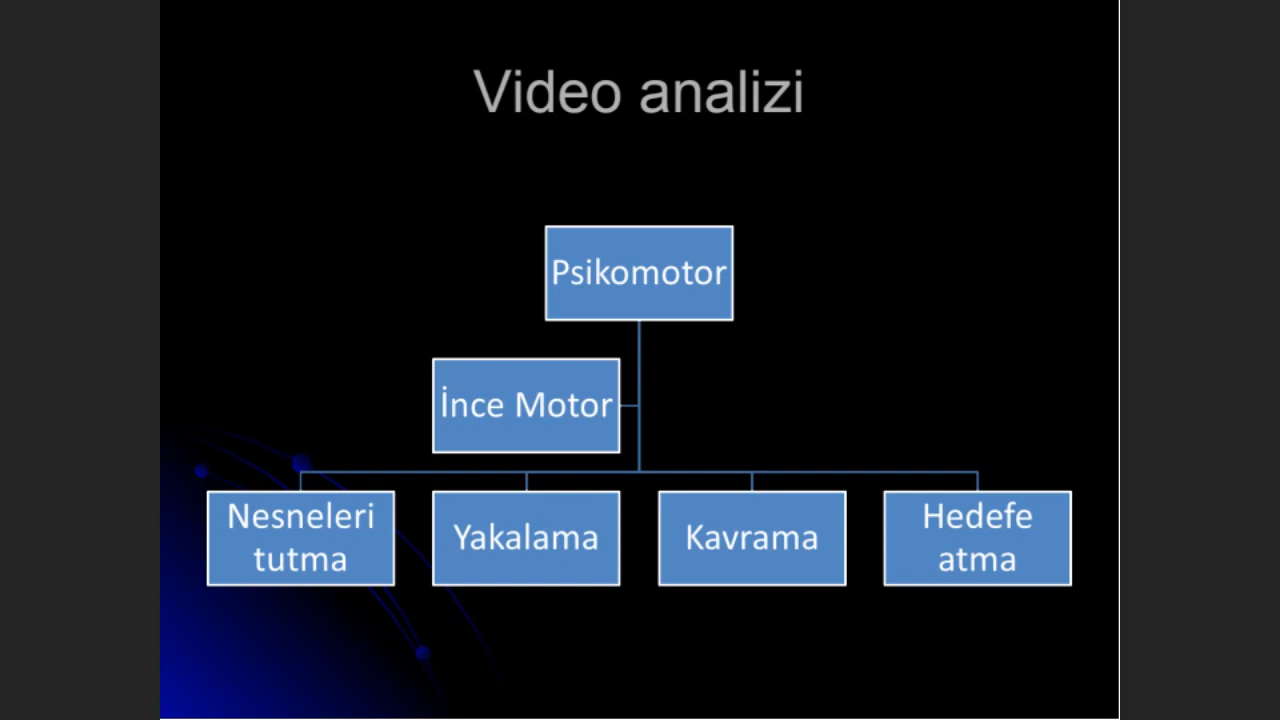 Video analizi
Psikomotor
İnce Motor
Nesneleri
tutma
Yakalama
Kavrama
Hedefe
atma